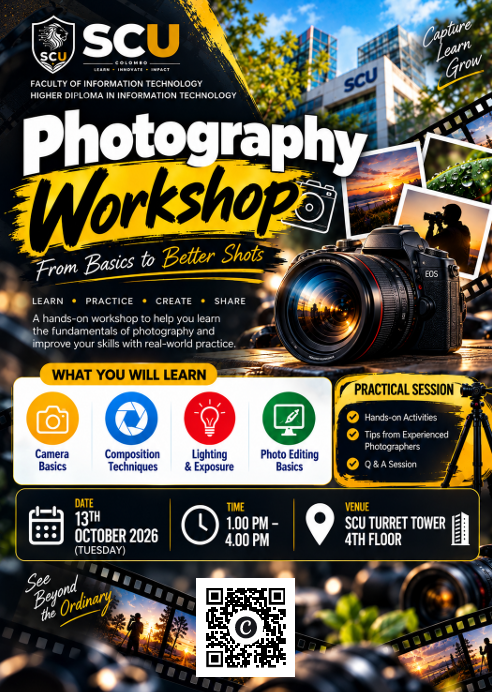 SCU
SCU
COLOMBO
LEARN • INNOVATE • IMPACT
FACULTY OF INFORMATION TECHNOLOGY
HIGHER DIPLOMA IN INFORMATION TECHNOLOGY
SCU
Capture
Learn
Grow
Photography
Workshop
From Basics to Better Shots
EOS
LEARN • PRACTICE • CREATE • SHARE
A hands-on workshop to help you learn
the fundamentals of photography and
improve your skills with real-world practice.
WHAT YOU WILL LEARN
Camera
Basics
Composition
Techniques
Lighting
& Exposure
Photo Editing
Basics
PRACTICAL SESSION
Hands-on Activities
Tips from Experienced
Photographers
Q & A Session
DATE
13TH
OCTOBER 2026
(TUESDAY)
TIME
1.00 PM –
4.00 PM
VENUE
SCU TURRET TOWER
4TH FLOOR
See
Beyond
the Ordinary
C